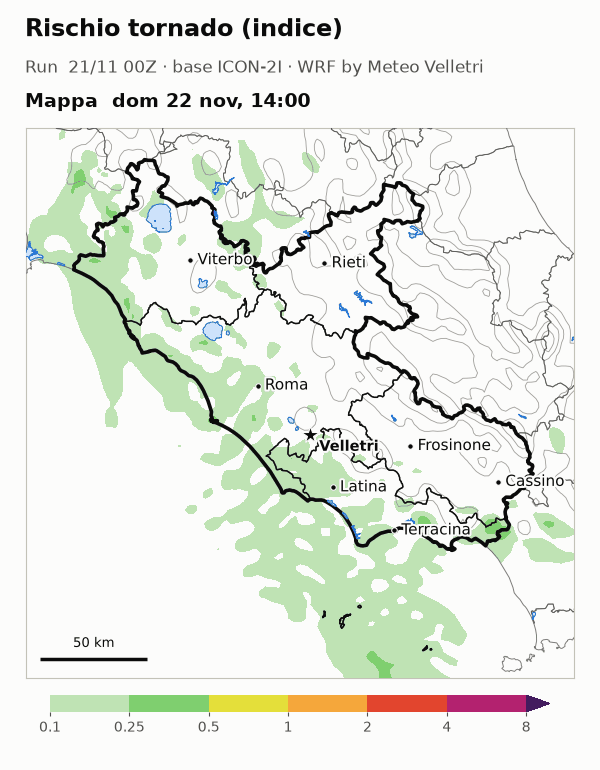 Rischio tornado (indice)
Run 21/11 00Z · base ICON-2I · WRF by Meteo Velletri
Mappa dom 22 nov, 14:00
Viterbo
Rieti
Roma
Velletri
Frosinone
Latina
Cassino
Terracina
50 km
0.1 0.25 0.5 1 2 4 8